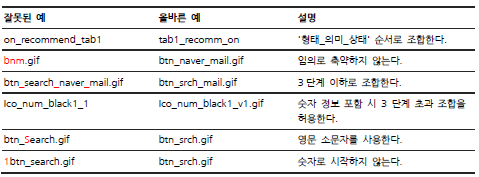 잘못된 예 올바른 예 설명
on_recommend_tab1 tab1_recomm_on '형태_의미_상태' 순서로 조합한다.
bnm.gif btn_naver_mail.gif 임의로 축약하지 않는다.
btn_search_naver_mail.gif btn_srch_mail.gif 3 단계 이하로 조합한다.
Ico_num_black1_1 Ico_num_black1_v1.gif 숫자 정보 포함 시 3 단계 초과 조합을
허용한다.
btn_Search.gif btn_srch.gif 영문 소문자를 사용한다.
1btn_search.gif btn_srch.gif 숫자로 시작하지 않는다.